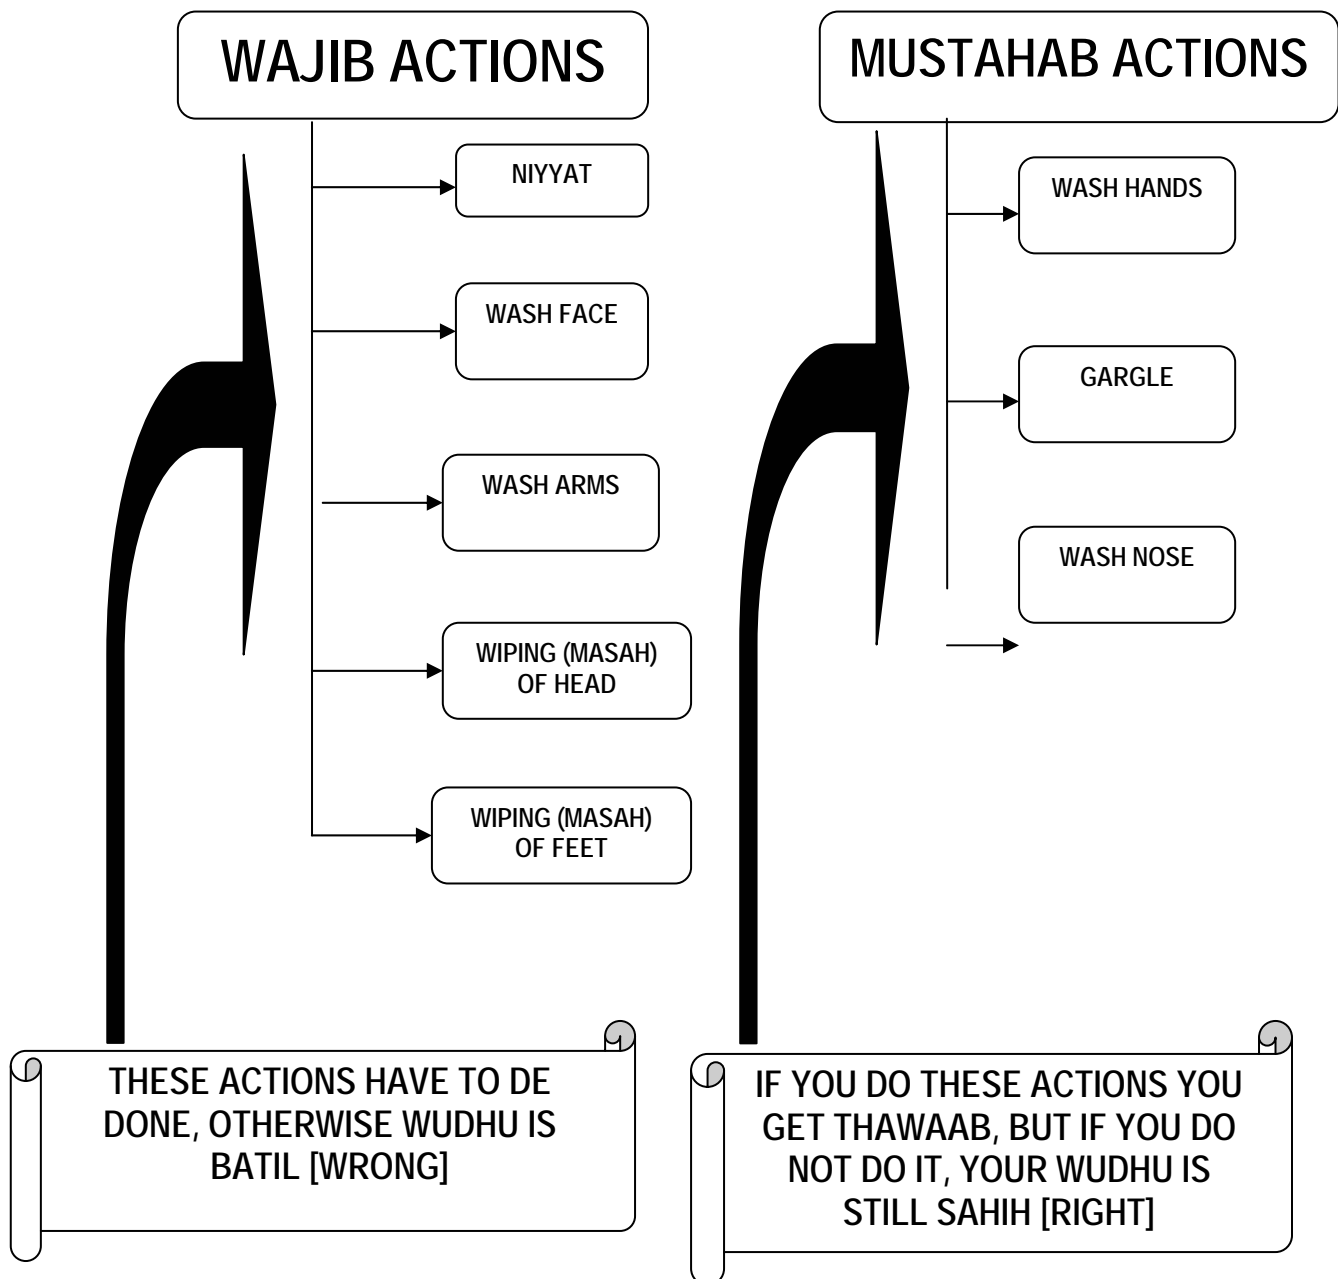 WAJIB ACTIONS
NIYYAT
WASH FACE
WASH ARMS
WIPING (MASAH)
OF HEAD
WIPING (MASAH)
OF FEET
THESE ACTIONS HAVE TO DE
DONE, OTHERWISE WUDHU IS
BATIL [WRONG]
MUSTAHAB ACTIONS
WASH HANDS
GARGLE
WASH NOSE
IF YOU DO THESE ACTIONS YOU
GET THAWAAB, BUT IF YOU DO
NOT DO IT, YOUR WUDHU IS
STILL SAHIH [RIGHT]